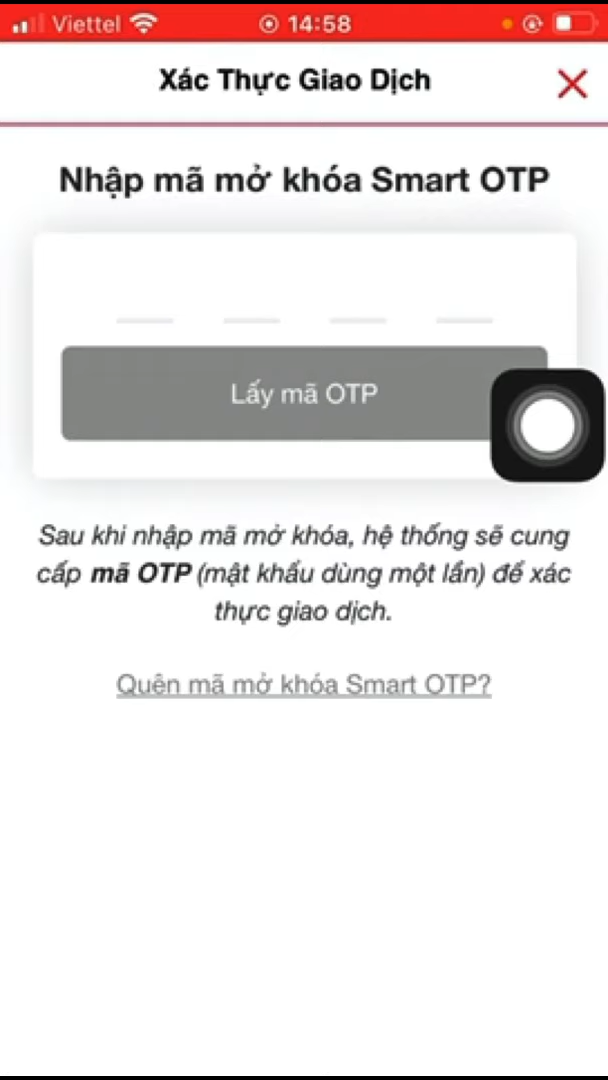 Viettel 14:58
Xác Thực Giao Dịch
Nhập mã mở khóa Smart OTP
Lấy mã OTP
Sau khi nhập mã mở khóa, hệ thống sẽ cung
cấp mã OTP (mật khẩu dùng một lần) để xác
thực giao dịch.
Quên mã mở khóa Smart OTP?